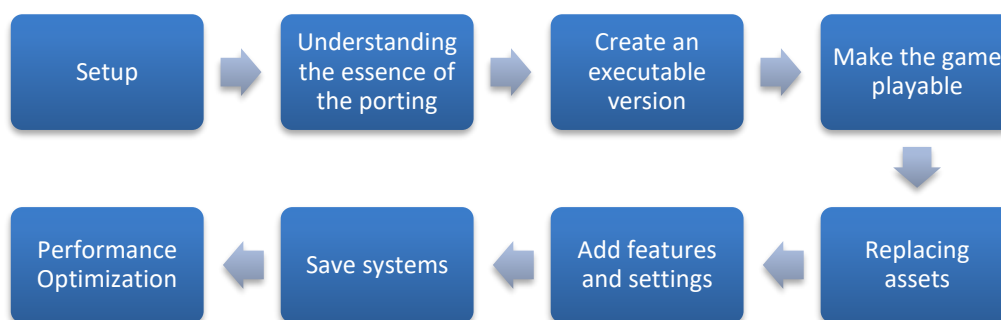 Setup
Understanding
the essence of
the porting
Create an
executable
version
Make the game
playable
Replacing
assets
Add features
and settings
Save systems
Performance
Optimization